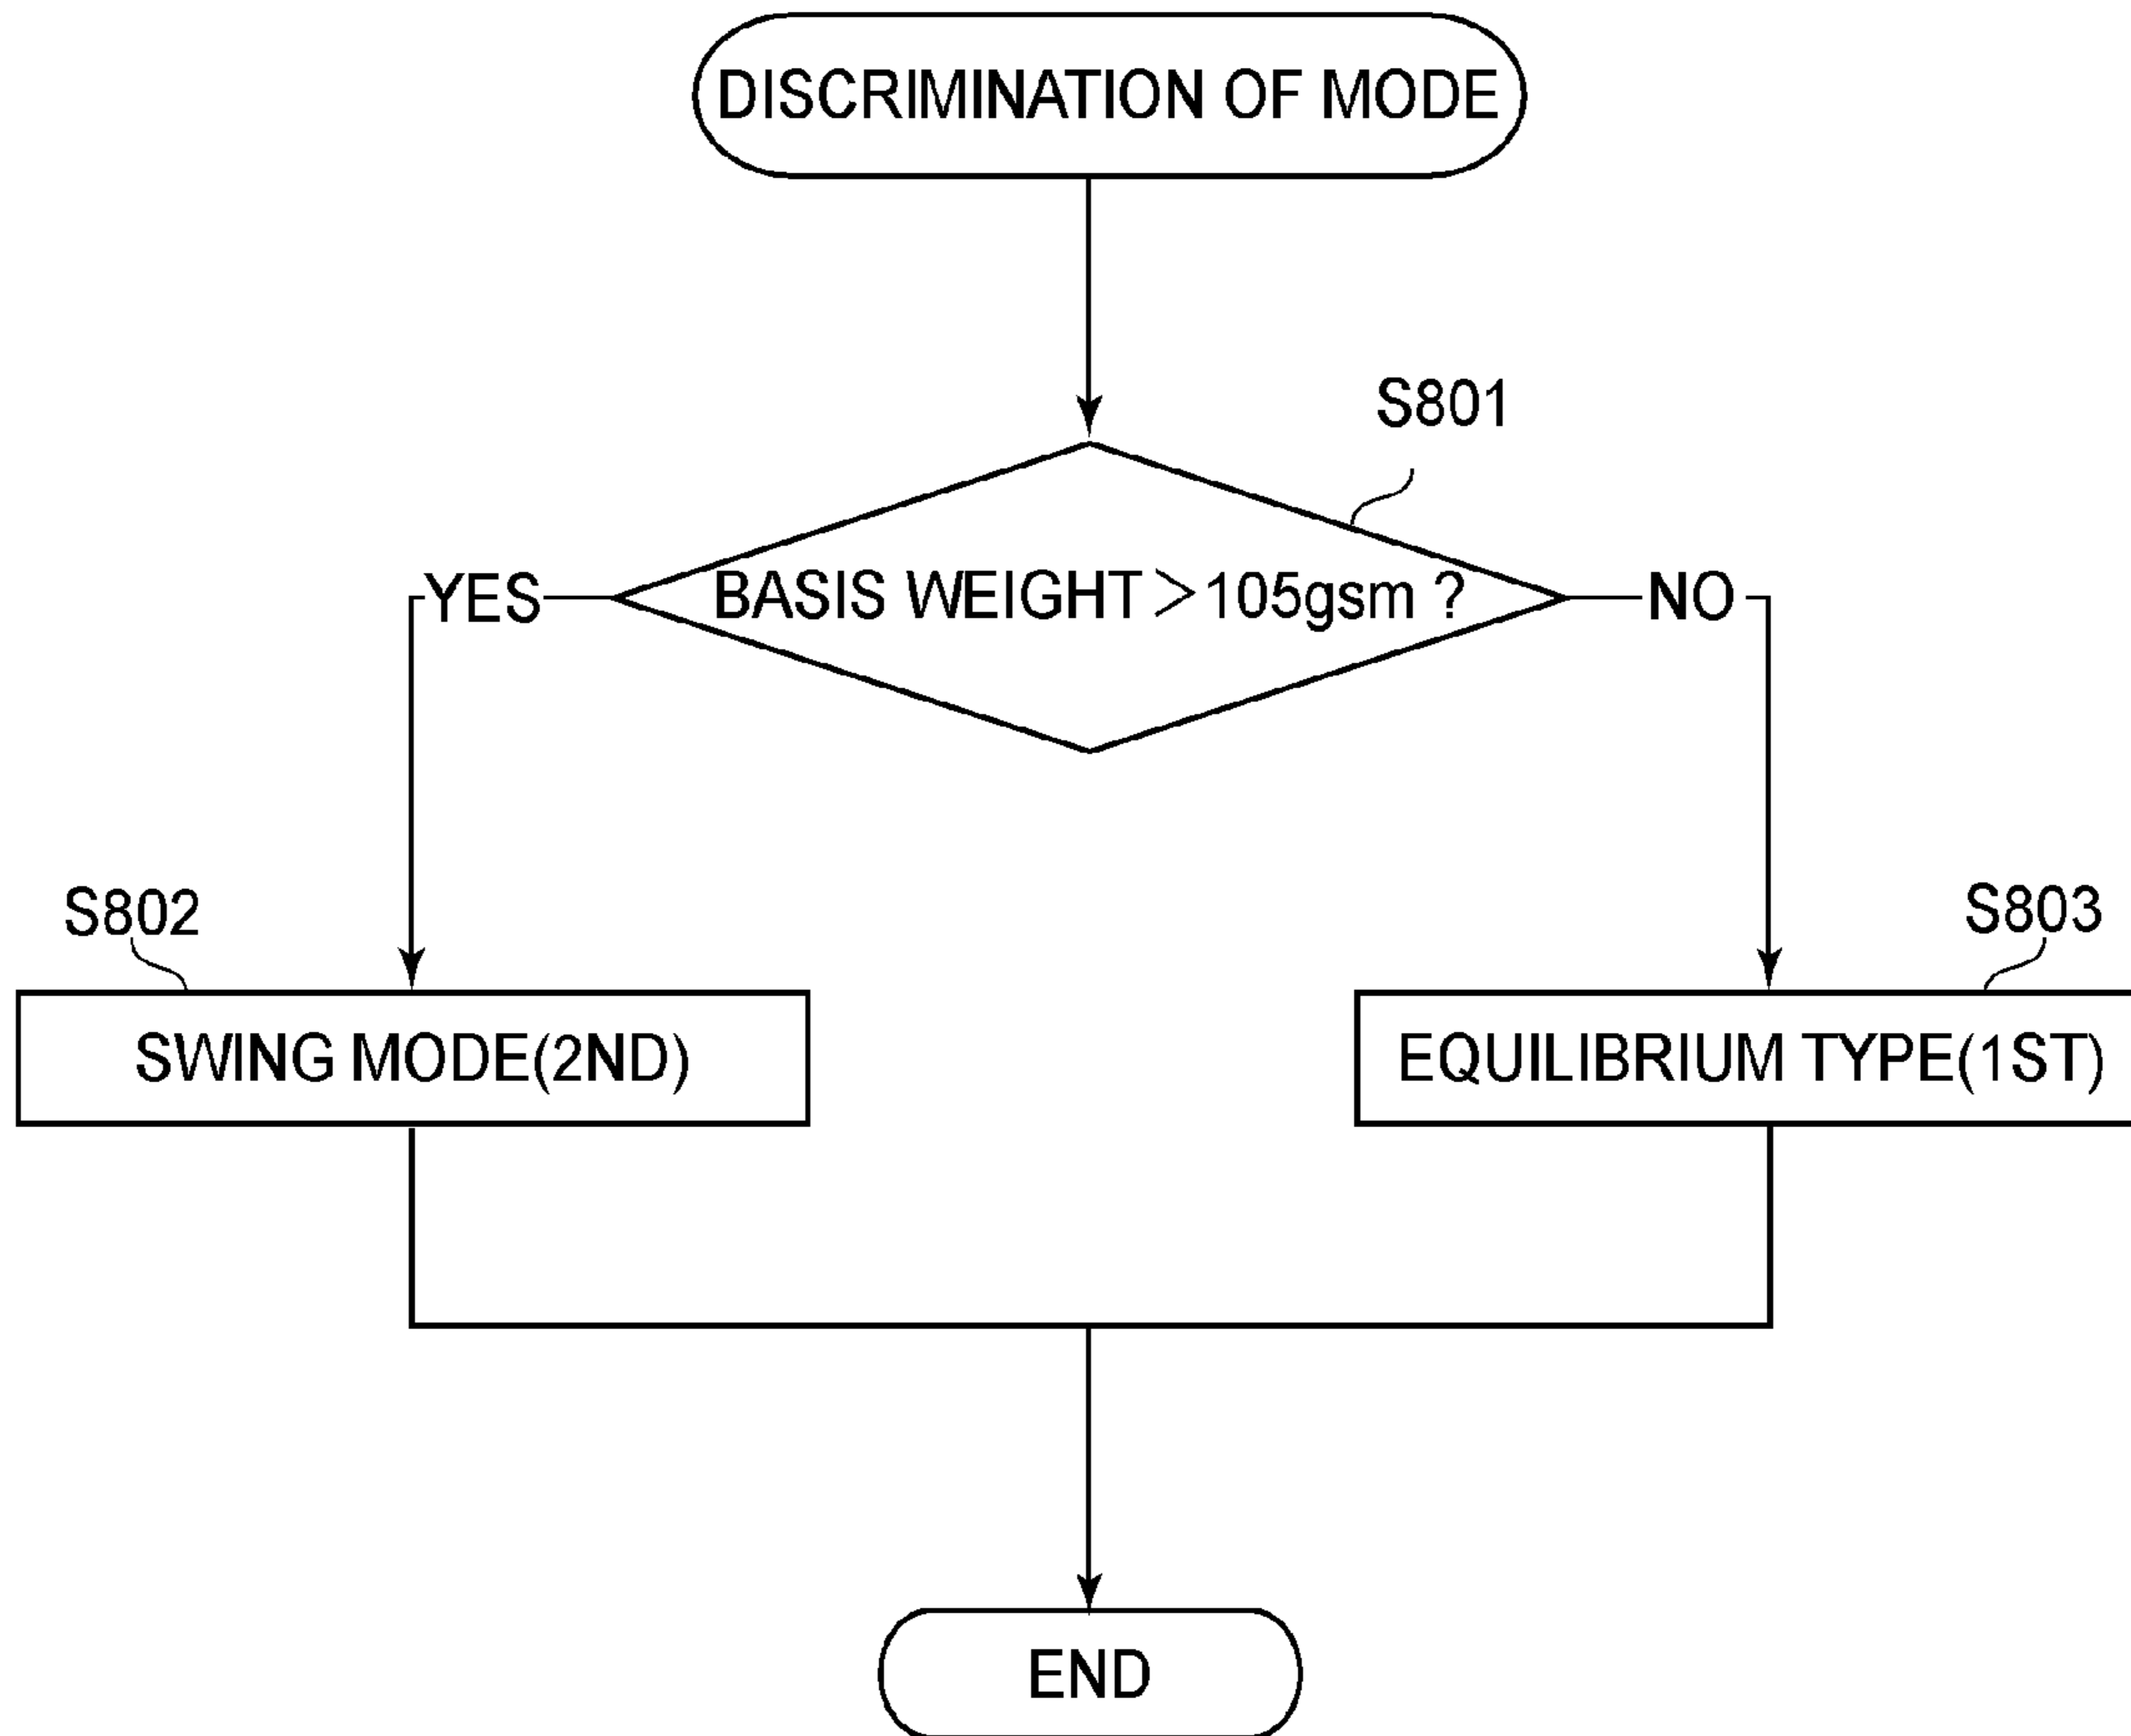 DISCRIMINATION OF MODE
S801
YES
BASIS WEIGHT＞105gsm ?
NO
S802
S803
SWING MODE(2ND)
EQUILIBRIUM TYPE(1ST)
END